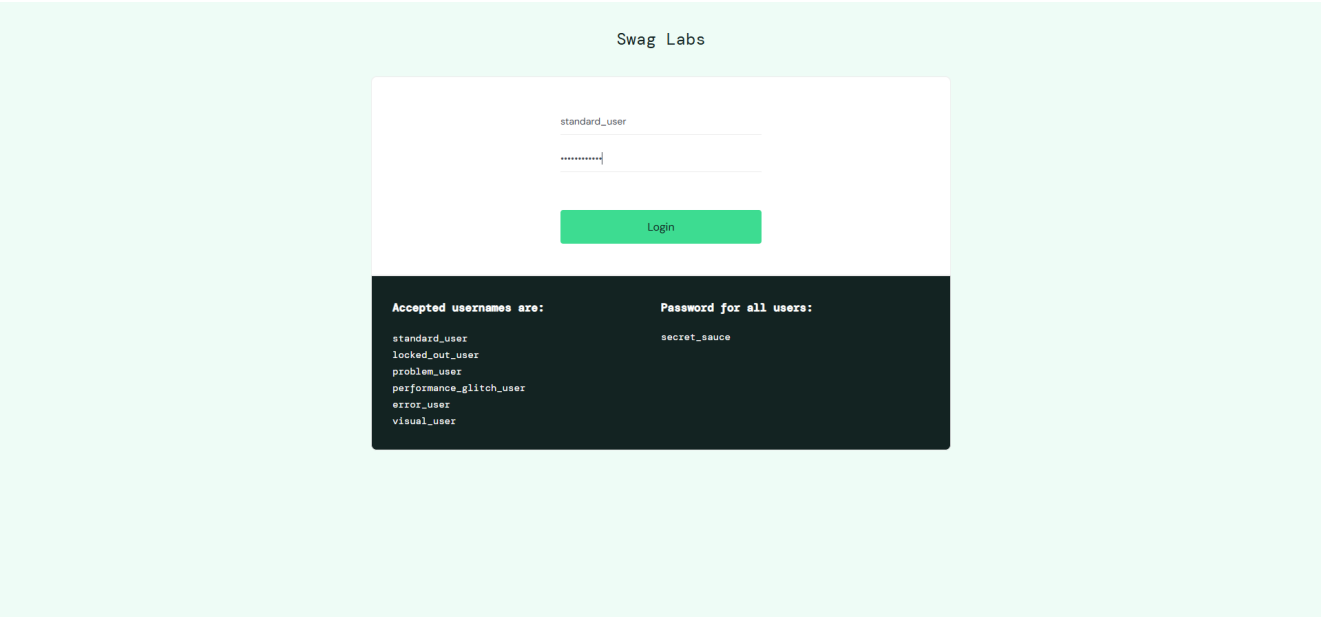 Swag Labs
standard_user
••••••••••••
Login
Accepted usernames are:
standard_user
locked_out_user
problem_user
performance_glitch_user
error_user
visual_user
Password for all users:
secret_sauce